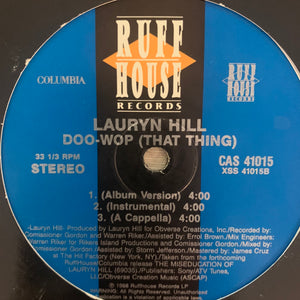 RUFF
HOUSE
RECORDS
COLUMBIA
RUFF
HOUSE
RECORDS
LAURYN HILL
DOO-WOP (THAT THING)
33 1/3 RPM
STEREO
CAS 41015
XSS 41015B
1. (Album Version) 4:00
2. (Instrumental) 4:00
3. (A Cappella) 4:00
-Lauryn Hill- Produced by Lauryn Hill for Obverse Creations, Inc./Recorded by:
Comissioner Gordon and Warren Riker/Assisted by: Errol Brown./Mix Engineers:
Warren Riker for Rikers Island Productions and Comissioner Gordon/Mastered by:
Comissioner Gordon/Assisted by: Storm Jefferson/Mastered by: James Cruz
at The Hit Factory (New York, NY)./Taken from the forthcoming
Ruffhouse/Columbia release THE MISEDUCATION OF
LAURYN HILL (69035)/Publishers: Sony/ATV Tunes,
LLC/Obverse Creation Music (ASCAP)
℗ 1998 Ruffhouse Records LP
WARNING: All Rights Reserved. Unauthorized
duplication is a violation of applicable laws.